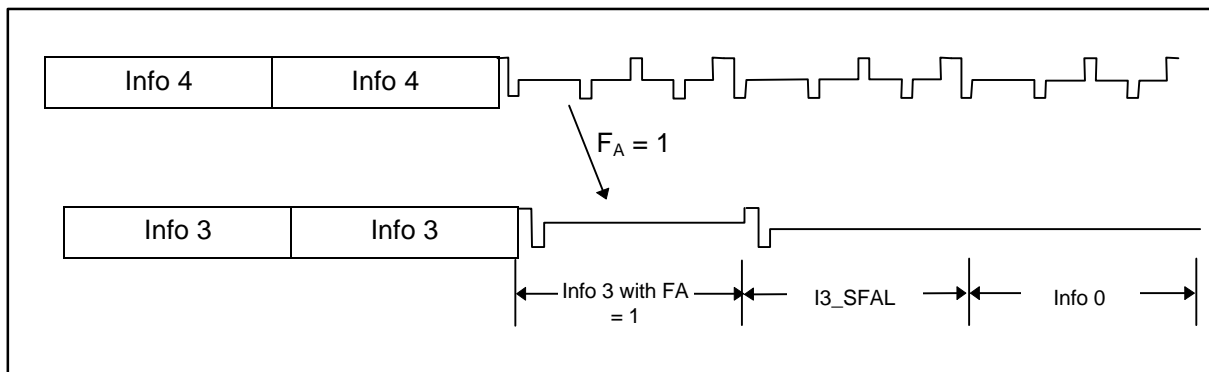 Info 4
Info 4
FA = 1
Info 3
Info 3
Info 3 with FA
= 1
I3_SFAL
Info 0